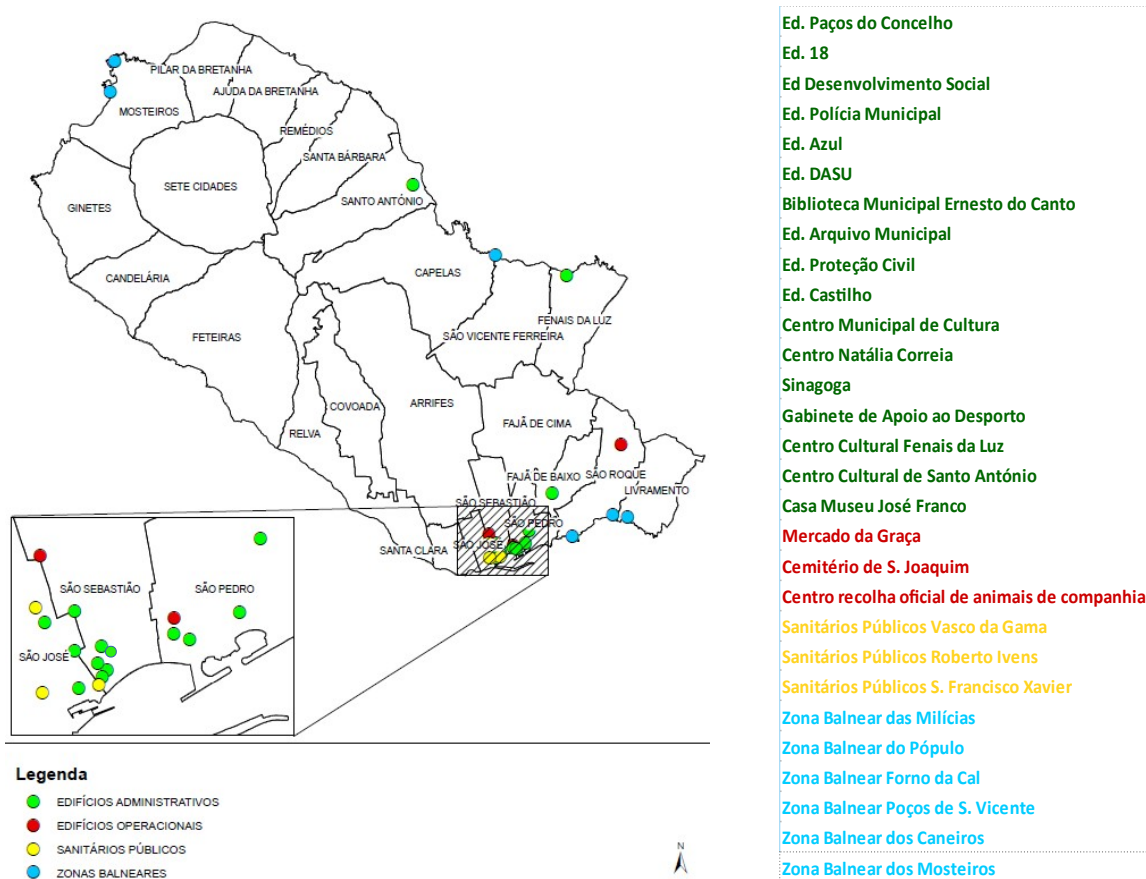 PILAR DA BRETANHA
AJUDA DA BRETANHA
MOSTEIROS
REMÉDIOS
SANTA BÁRBARA
SETE CIDADES
SANTO ANTÓNIO
GINETES
CANDELÁRIA
CAPELAS
FENAIS DA LUZ
FETEIRAS
SÃO VICENTE FERREIRA
COVOADA
ARRIFES
RELVA
FAJÃ DE CIMA
FAJÃ DE BAIXO
SÃO ROQUE
LIVRAMENTO
SÃO SEBASTIÃO
SÃO PEDRO
SÃO JOSÉ
SANTA CLARA
SÃO SEBASTIÃO
SÃO PEDRO
SÃO JOSÉ
Legenda
EDIFÍCIOS ADMINISTRATIVOS
EDIFÍCIOS OPERACIONAIS
SANITÁRIOS PÚBLICOS
ZONAS BALNEARES
N
Ed. Paços do Concelho
Ed. 18
Ed Desenvolvimento Social
Ed. Polícia Municipal
Ed. Azul
Ed. DASU
Biblioteca Municipal Ernesto do Canto
Ed. Arquivo Municipal
Ed. Proteção Civil
Ed. Castilho
Centro Municipal de Cultura
Centro Natália Correia
Sinagoga
Gabinete de Apoio ao Desporto
Centro Cultural Fenais da Luz
Centro Cultural de Santo António
Casa Museu José Franco
Mercado da Graça
Cemitério de S. Joaquim
Centro recolha oficial de animais de companhia
Sanitários Públicos Vasco da Gama
Sanitários Públicos Roberto Ivens
Sanitários Públicos S. Francisco Xavier
Zona Balnear das Milícias
Zona Balnear do Pópulo
Zona Balnear Forno da Cal
Zona Balnear Poços de S. Vicente
Zona Balnear dos Caneiros
Zona Balnear dos Mosteiros